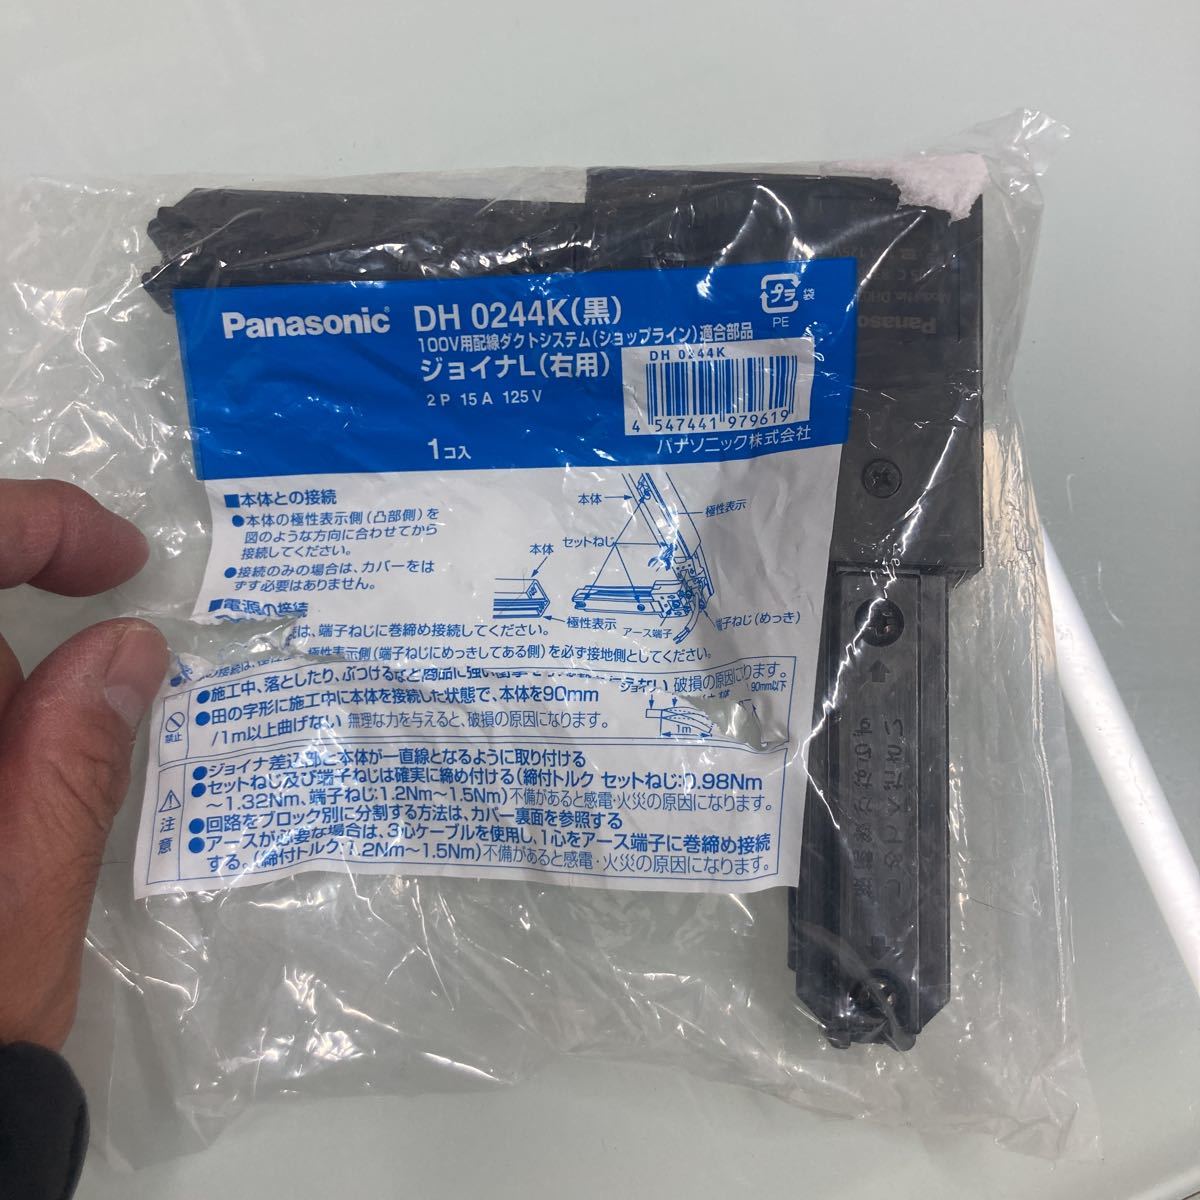 Panasonic DH 0244K(黒)
100V用配線ダクトシステム(ショップライン)適合部品
ジョイナL(右用)
2P 15A 125V
1コ入
プラ 袋
PE
DH 0244K
4 547441 979619
パナソニック株式会社
■本体との接続
●本体の極性表示側(凸部側)を
図のような方向に合わせてから
接続してください。
●接続のみの場合は、カバーをは
ずす必要はありません。
本体
極性表示
セットねじ
本体
極性表示
アース端子
端子ねじ(めっき)
■電源の接続
は、端子ねじに巻締め接続してください。
極性表示側(端子ねじにめっきしてある側)を必ず接地側としてください。
禁止
●施工中、落としたり、ぶつけるなど商品に強い 破損の原因になります。
●田の字形に施工中に本体を接続した状態で、本体を90mm
/1m以上曲げない 無理な力を与えると、破損の原因になります。
ジョイナ
90mm以下
1m
注意
●ジョイナ差込部と本体が一直線となるように取り付ける
●セットねじ及び端子ねじは確実に締め付ける(締付トルク セットねじ:0.98Nm
~1.32Nm、端子ねじ:1.2Nm~1.5Nm)不備があると感電・火災の原因になります。
●回路をブロック別に分割する方法は、カバー裏面を参照する
●アースが必要な場合は、3心ケーブルを使用し、1心をアース端子に巻締め接続
する。(締付トルク:1.2Nm~1.5Nm)不備があると感電・火災の原因になります。
Panasonic
Model No. DH02